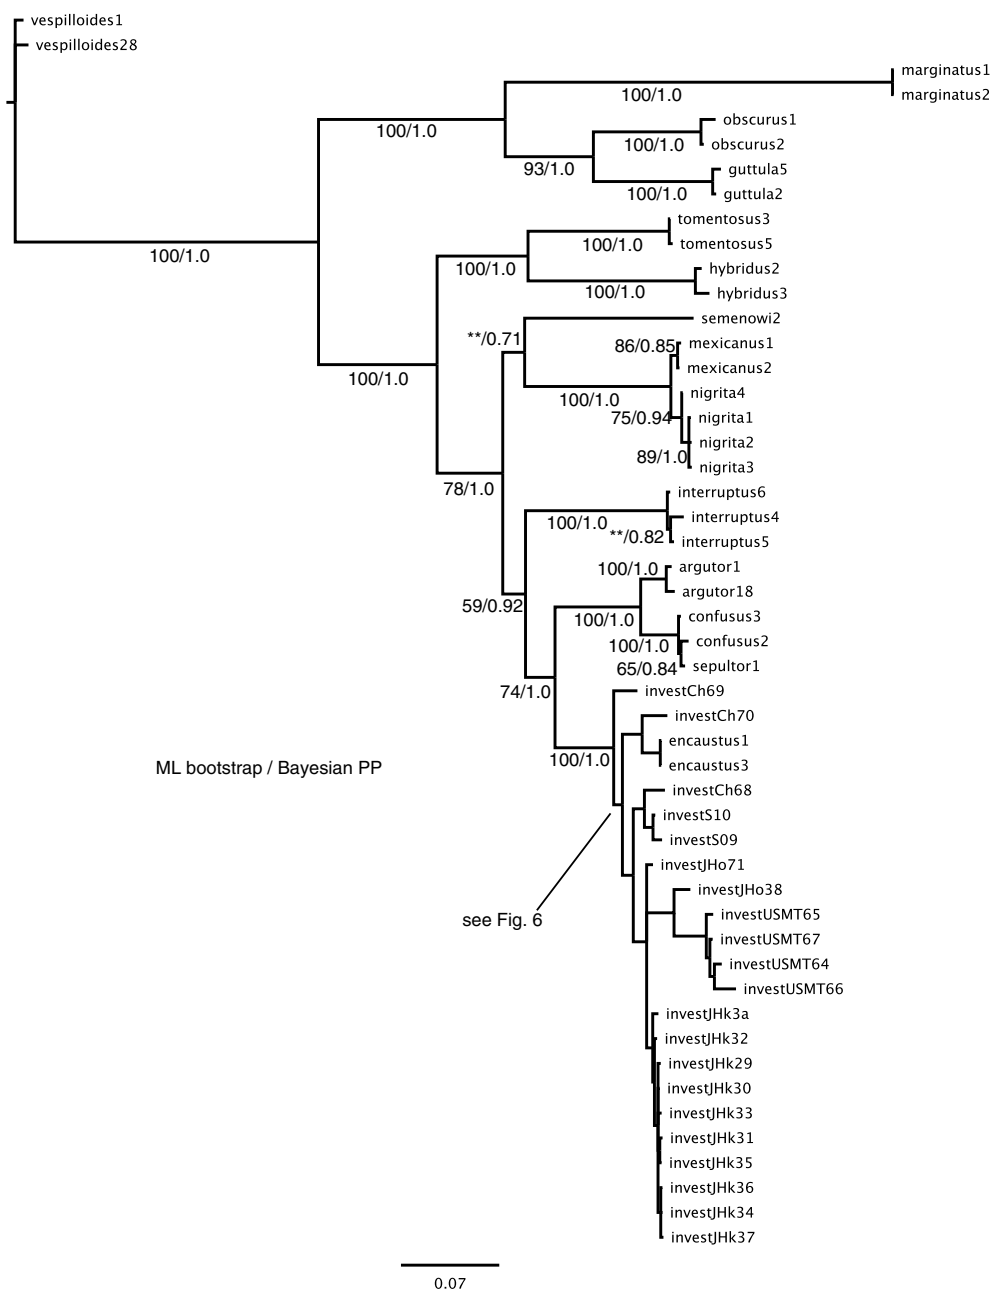 vespilloides1
vespilloides28
marginatus1
100/1.0
marginatus2
obscurus1
100/1.0
100/1.0
obscurus2
93/1.0
guttula5
100/1.0
guttula2
tomentosus3
100/1.0
tomentosus5
100/1.0
100/1.0
hybridus2
100/1.0
hybridus3
semenowi2
**/0.71
86/0.85
mexicanus1
mexicanus2
100/1.0
100/1.0
nigrita4
75/0.94
nigrita1
nigrita2
89/1.0
nigrita3
78/1.0
interruptus6
100/1.0
interruptus4
**/0.82
interruptus5
100/1.0
argutor1
argutor18
59/0.92
100/1.0
confusus3
100/1.0
confusus2
65/0.84
sepultor1
74/1.0
investCh69
investCh70
encaustus1
100/1.0
encaustus3
ML bootstrap / Bayesian PP
investCh68
investS10
investS09
investJHo71
investJHo38
see Fig. 6
investUSMT65
investUSMT67
investUSMT64
investUSMT66
investJHk3a
investJHk32
investJHk29
investJHk30
investJHk33
investJHk31
investJHk35
investJHk36
investJHk34
investJHk37
0.07